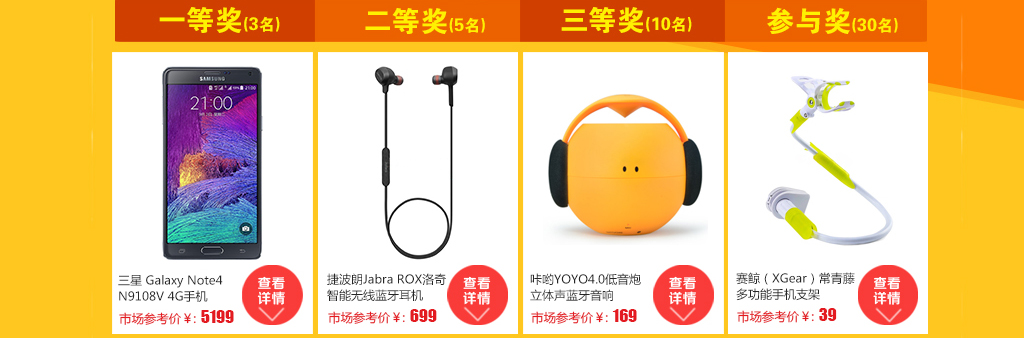 一等奖(3名)
二等奖(5名)
三等奖(10名)
参与奖(30名)
SAMSUNG
21:00
三星 Galaxy Note4
N9108V 4G手机
市场参考价￥: 5199
查看
详情
捷波朗Jabra ROX洛奇
智能无线蓝牙耳机
市场参考价￥: 699
查看
详情
咔哟YOYO4.0低音炮
立体声蓝牙音响
市场参考价￥: 169
查看
详情
赛鲸（XGear）常青藤
多功能手机支架
市场参考价￥: 39
查看
详情